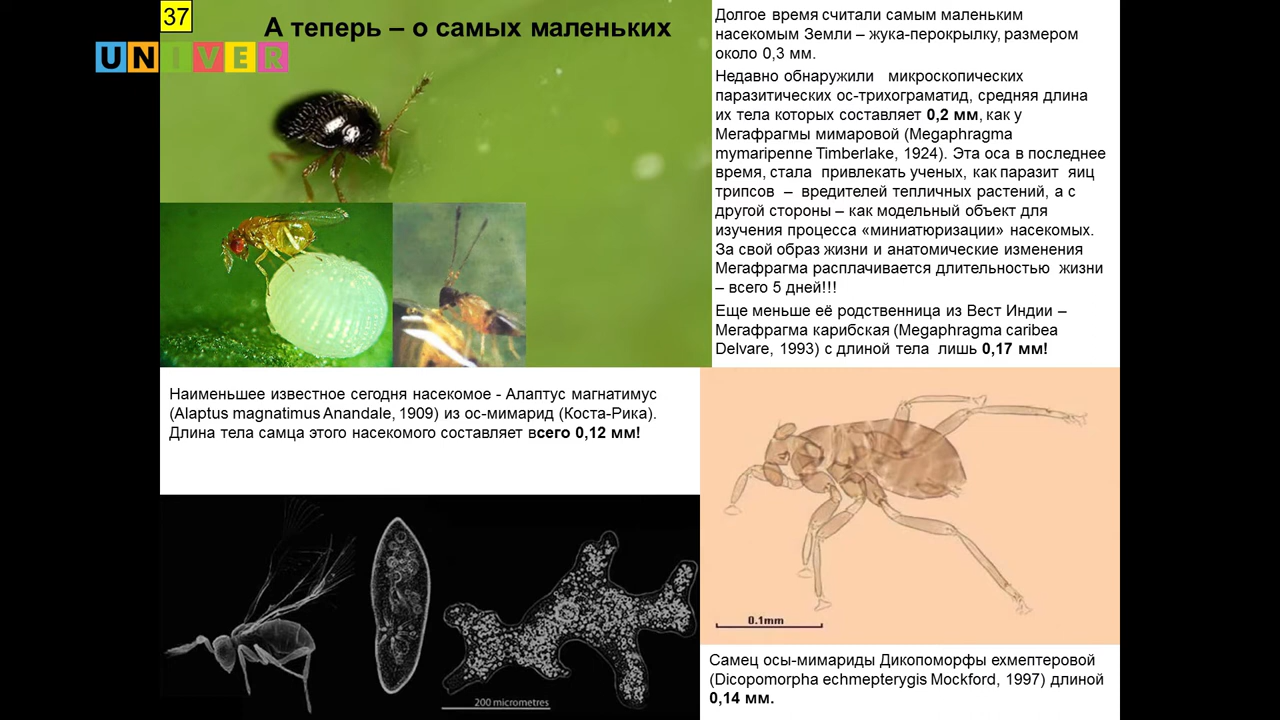 37
А теперь – о самых маленьких
UNIVER
Долгое время считали самым маленьким
насекомым Земли – жука-перокрылку, размером
около 0,3 мм.
Недавно обнаружили микроскопических
паразитических ос-трихограматид, средняя длина
их тела которых составляет 0,2 мм, как у
Мегафрагмы мимаровой (Megaphragma
mymaripenne Timberlake, 1924). Эта оса в последнее
время, стала привлекать ученых, как паразит яиц
трипсов – вредителей тепличных растений, а с
другой стороны – как модельный объект для
изучения процесса «миниатюризации» насекомых.
За свой образ жизни и анатомические изменения
Мегафрагма расплачивается длительностью жизни
– всего 5 дней!!!
Еще меньше её родственница из Вест Индии –
Мегафрагма карибская (Megaphragma caribea
Delvare, 1993) с длиной тела лишь 0,17 мм!
Наименьшее известное сегодня насекомое - Алаптус магнатимус
(Alaptus magnatimus Anandale, 1909) из ос-мимарид (Коста-Рика).
Длина тела самца этого насекомого составляет всего 0,12 мм!
200 micrometres
0.1mm
Самец осы-мимариды Дикопоморфы ехмептеровой
(Dicopomorpha echmepterygis Mockford, 1997) длиной
0,14 мм.